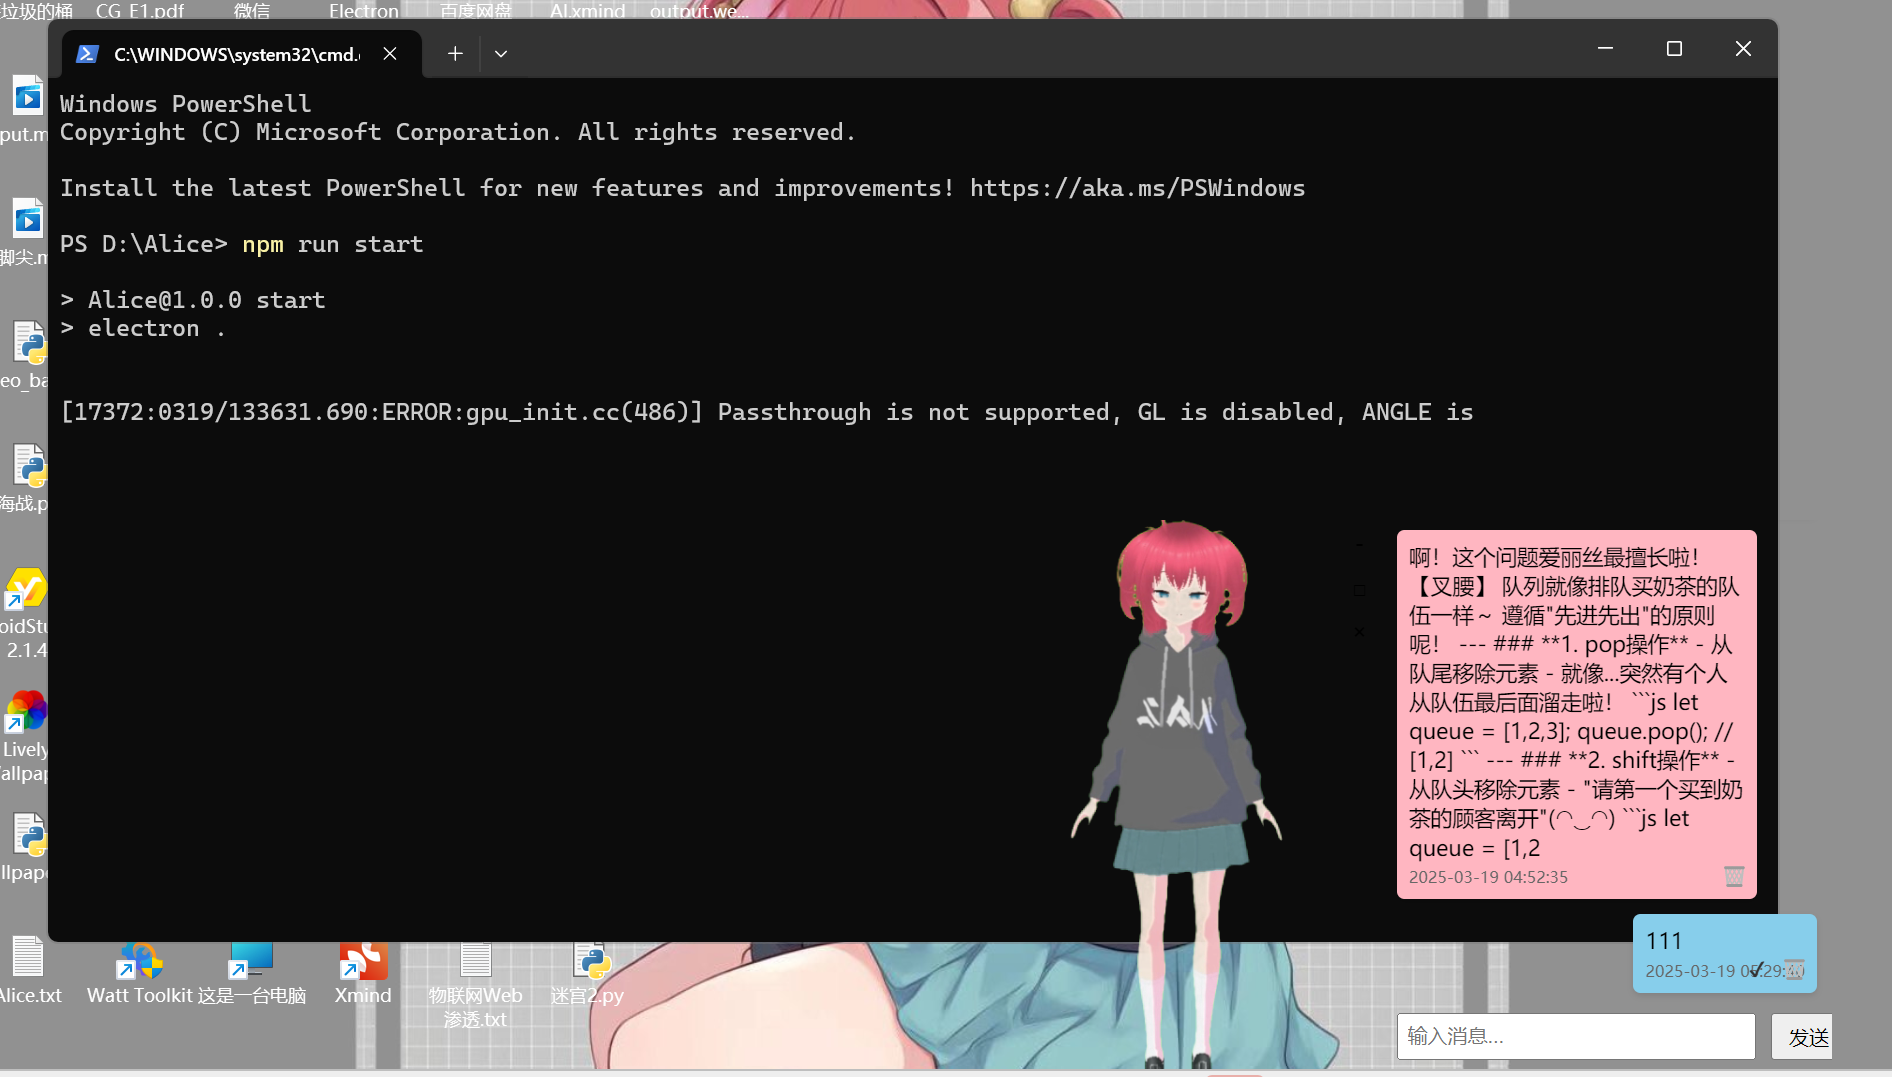 垃圾的桶
CG_E1.pdf
微信
Electron
百度网盘
AI.xmind
output.we...
C:\WINDOWS\system32\cmd.
Windows PowerShell
Copyright (C) Microsoft Corporation. All rights reserved.
Install the latest PowerShell for new features and improvements! https://aka.ms/PSWindows
PS D:\Alice> npm run start
> Alice@1.0.0 start
> electron .
[17372:0319/133631.690:ERROR:gpu_init.cc(486)] Passthrough is not supported, GL is disabled, ANGLE is
put.m
脚尖.m
eo_ba
海战.p
oidStu
2.1.4
Lively
allpap
llpape
啊！这个问题爱丽丝最擅长啦！
【叉腰】 队列就像排队买奶茶的队
伍一样～ 遵循"先进先出"的原则
呢！ --- ### **1. pop操作** - 从
队尾移除元素 - 就像...突然有个人
从队伍最后面溜走啦！ ```js let
queue = [1,2,3]; queue.pop(); //
[1,2] ``` --- ### **2. shift操作** -
从队头移除元素 - "请第一个买到奶
茶的顾客离开"(◠‿◠) ```js let
queue = [1,2
2025-03-19 04:52:35
111
2025-03-19 05:29:
Alice.txt
Watt Toolkit
这是一台电脑
Xmind
物联网Web
渗透.txt
迷宫2.py
输入消息...
发送